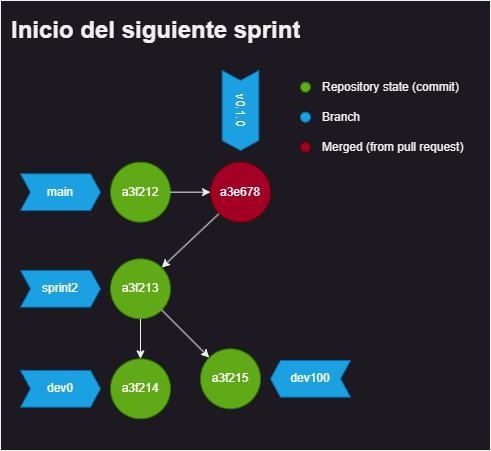 Inicio del siguiente sprint
v0.1.0
Repository state (commit)
Branch
Merged (from pull request)
main
a3f212
a3e678
sprint2
a3f213
dev0
a3f214
a3f215
dev100